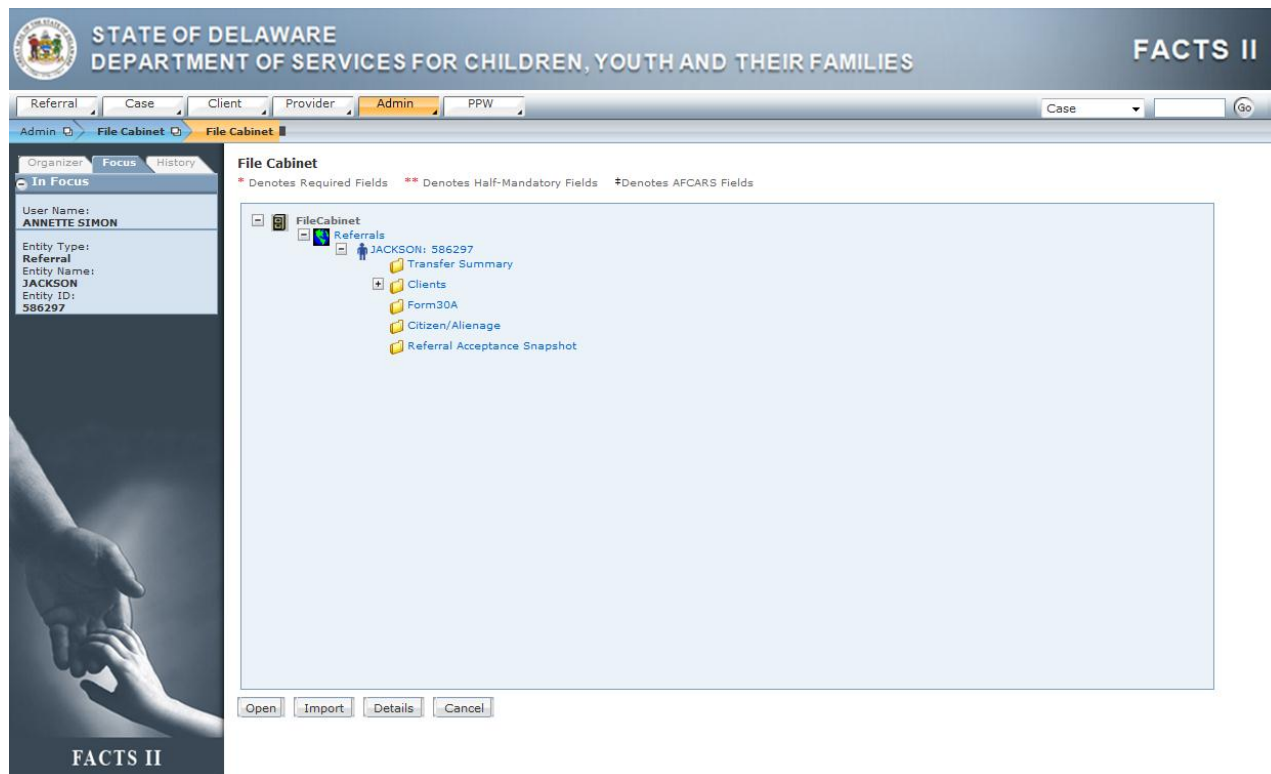 STATE OF DELAWARE
DEPARTMENT OF SERVICES FOR CHILDREN, YOUTH AND THEIR FAMILIES
FACTS II
Referral Case Client Provider Admin PPW
Case Go
Admin File Cabinet File Cabinet
Organizer Focus History
In Focus
User Name:
ANNETTE SIMON
Entity Type:
Referral
Entity Name:
JACKSON
Entity ID:
586297
File Cabinet
* Denotes Required Fields ** Denotes Half-Mandatory Fields ‡Denotes AFCARS Fields
FileCabinet
Referrals
JACKSON: 586297
Transfer Summary
Clients
Form30A
Citizen/Alienage
Referral Acceptance Snapshot
Open Import Details Cancel
FACTS II